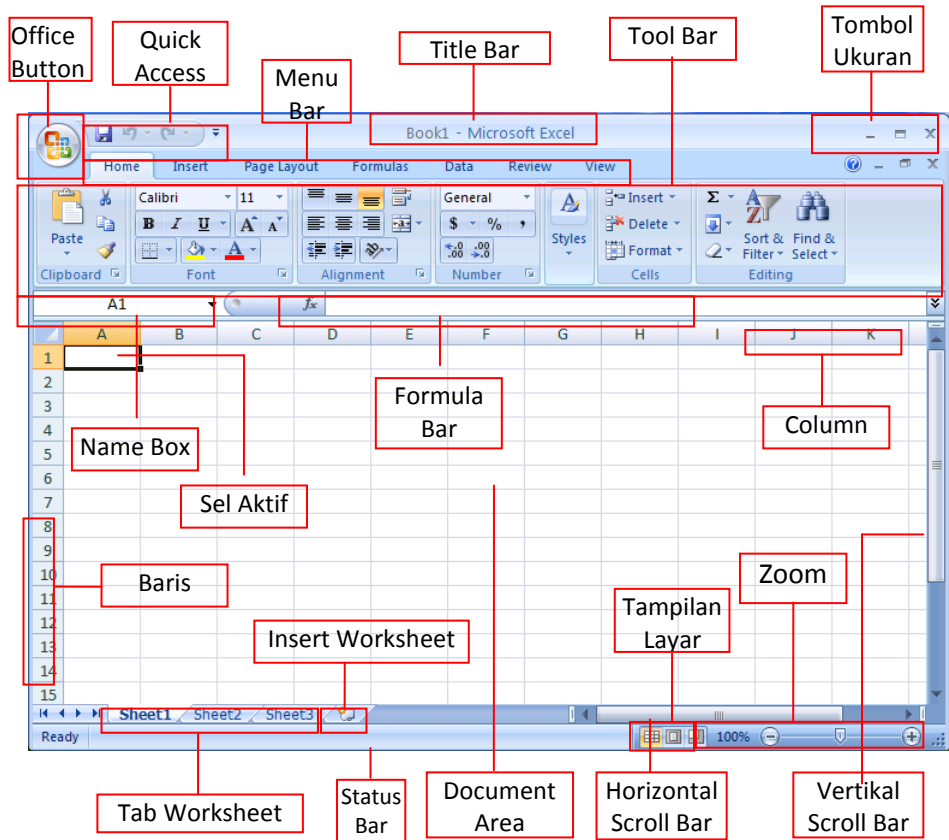 Office
Button
Quick
Access
Menu
Bar
Title Bar
Tool Bar
Tombol
Ukuran
Book1 - Microsoft Excel
Home Insert Page Layout Formulas Data Review View
Calibri 11 General Insert Σ
B I U A A $ % , Delete
Paste Styles Format Sort & Find &
A .0 .00 Filter Select
.00 .0
Clipboard Font Alignment Number Cells Editing
A1 fx
A B C D E F G H I J K
1
2
3
4
5
6
7
8
9
10
11
12
13
14
15
Name Box
Formula
Bar
Column
Sel Aktif
Baris
Zoom
Tampilan
Layar
Insert Worksheet
Sheet1 Sheet2 Sheet3
Ready 100%
Tab Worksheet
Status
Bar
Document
Area
Horizontal
Scroll Bar
Vertikal
Scroll Bar